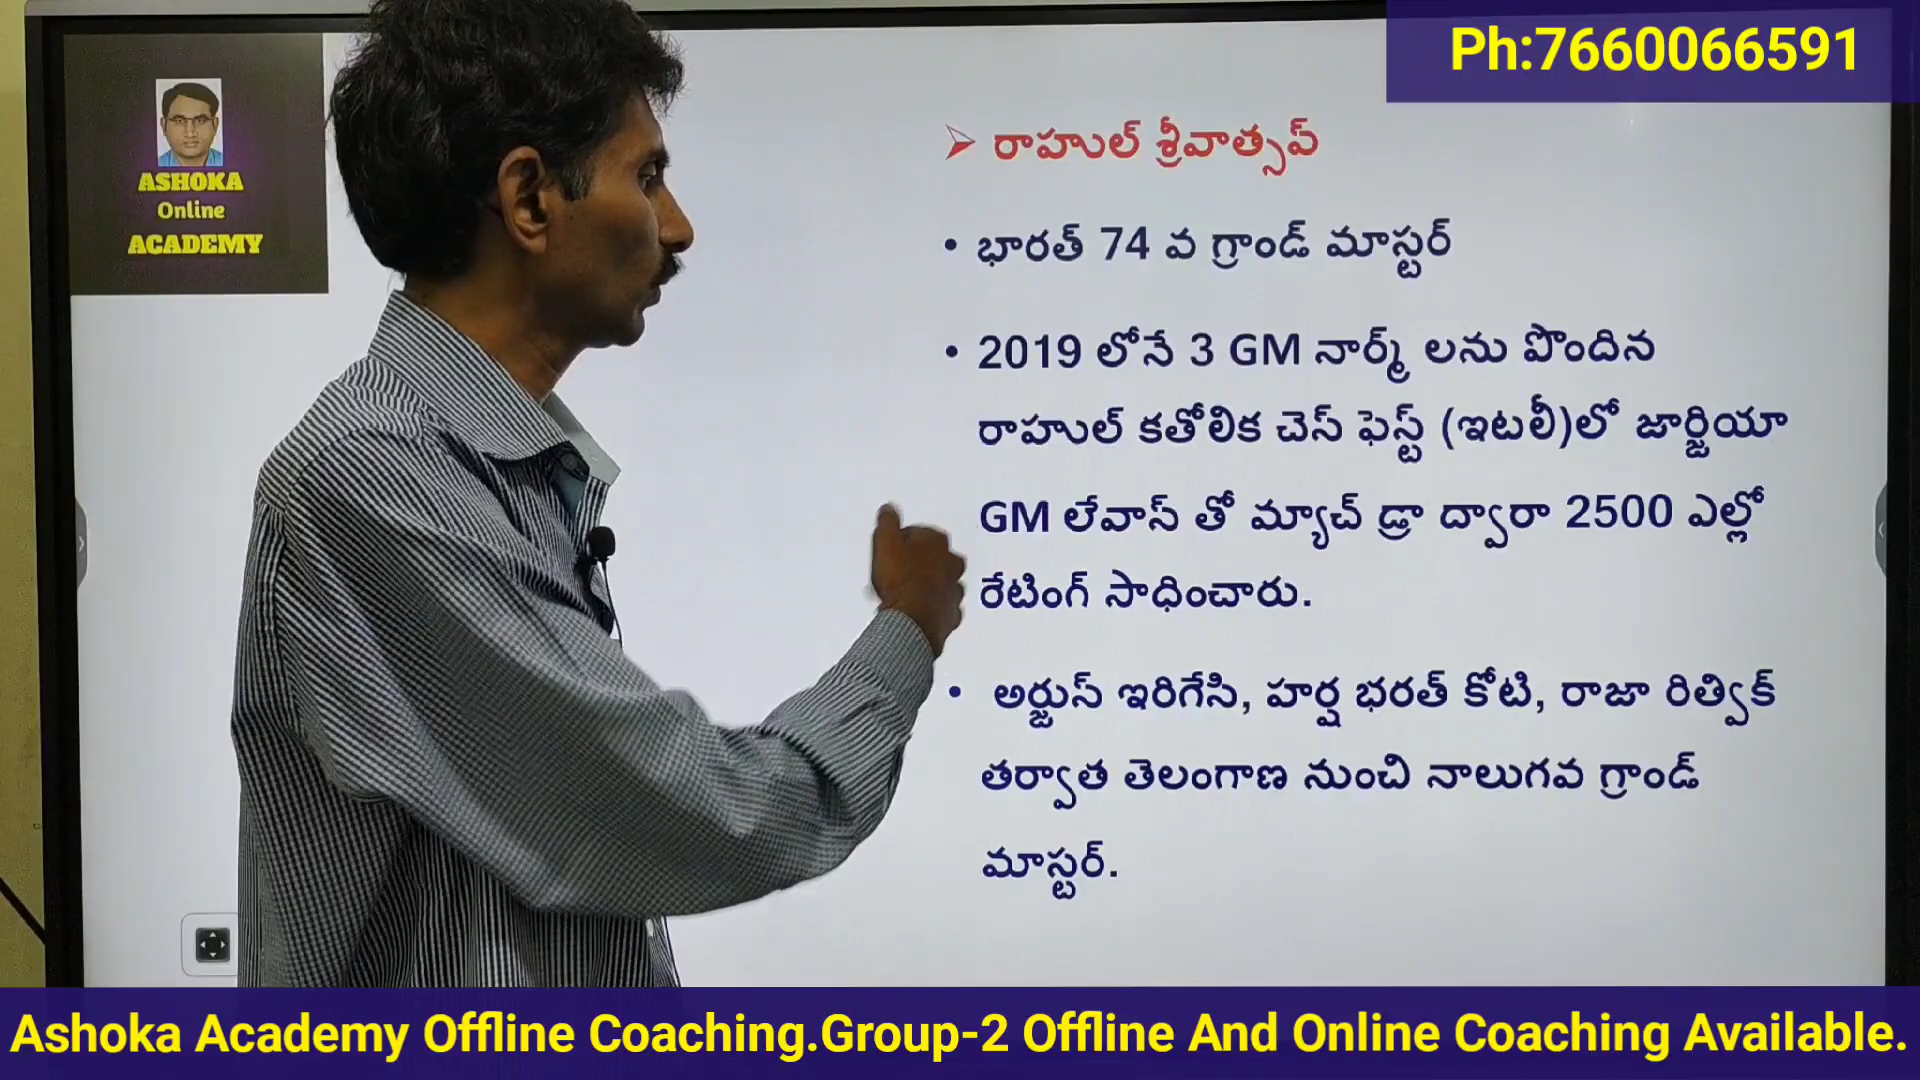 Ph:7660066591
ASHOKA
Online
ACADEMY
➢ రాహుల్ శ్రీవాత్సవ్
• భారత్ 74 వ గ్రాండ్ మాస్టర్
• 2019 లోనే 3 GM నార్మ్ లను పొందిన
రాహుల్ కతోలిక చెస్ ఫెస్ట్ (ఇటలీ)లో జార్జియా
GM లేవాస్ తో మ్యాచ్ డ్రా ద్వారా 2500 ఎల్లో
రేటింగ్ సాధించారు.
• అర్జుస్ ఇరిగేసి, హర్ష భరత్ కోటి, రాజా రిత్విక్
తర్వాత తెలంగాణ నుంచి నాలుగవ గ్రాండ్
మాస్టర్.
Ashoka Academy Offline Coaching.Group-2 Offline And Online Coaching Available.